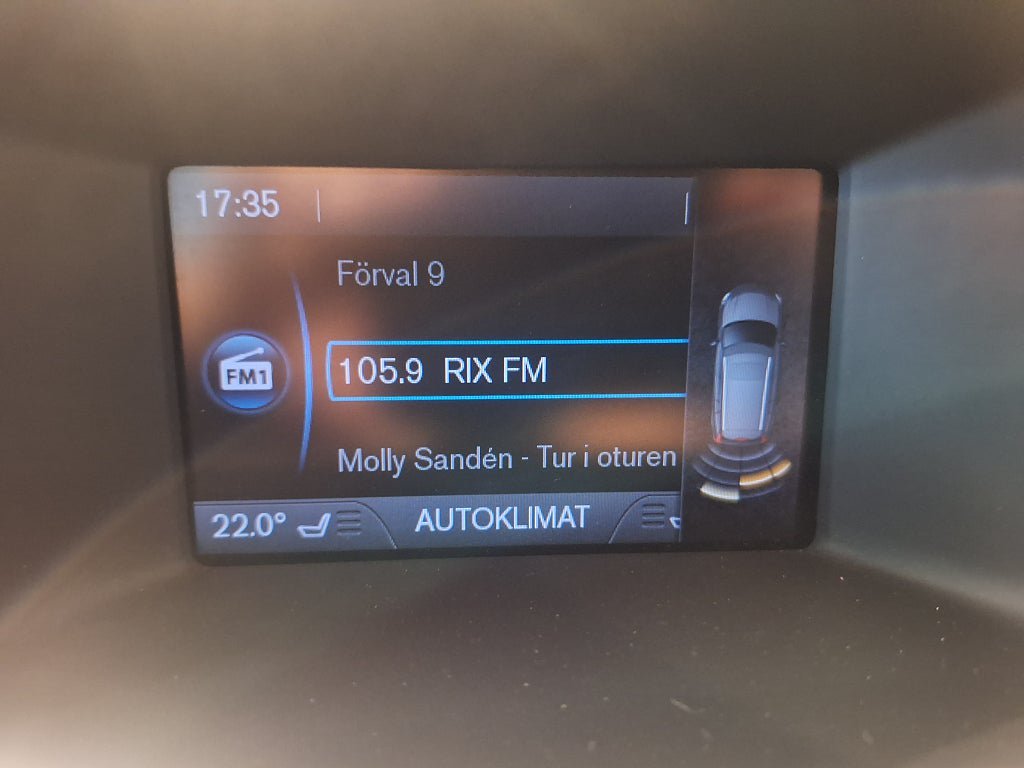 17:35
Förval 9
FM1
105.9 RIX FM
Molly Sandén - Tur i oturen
22.0° AUTOKLIMAT